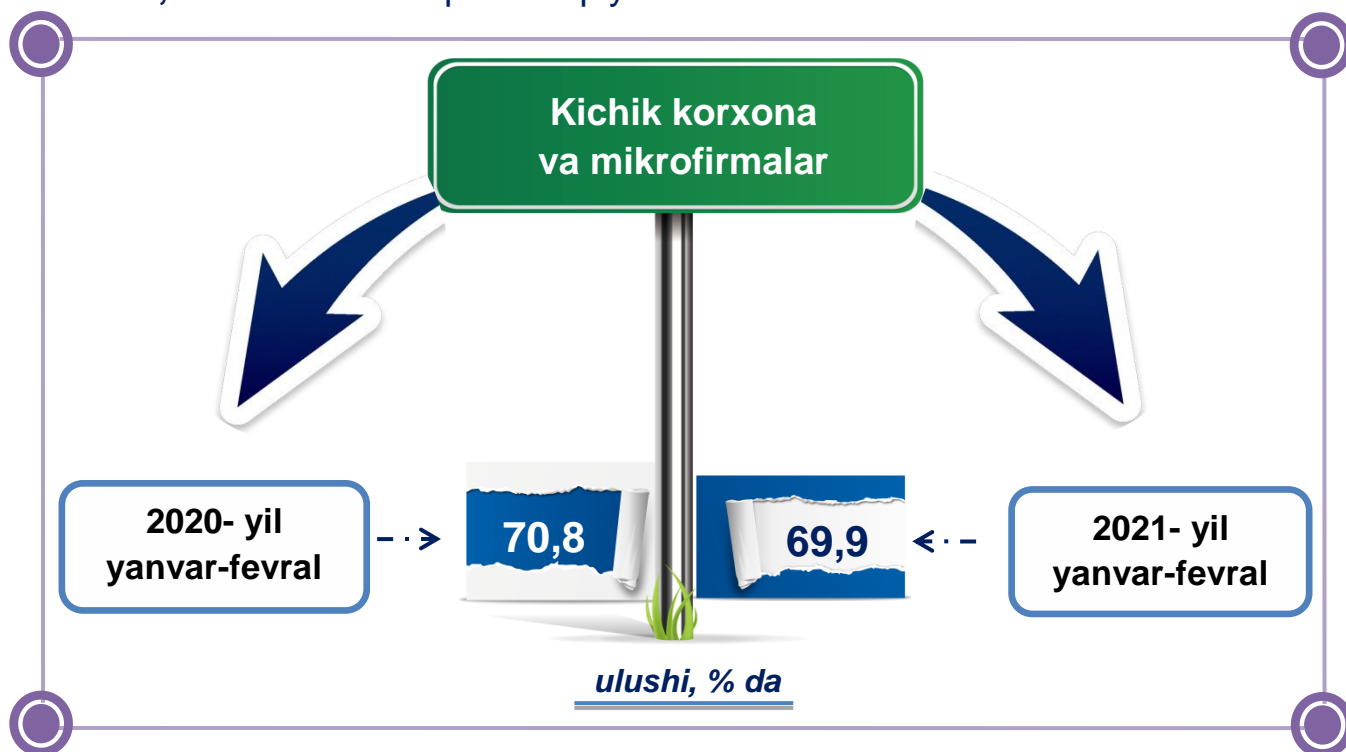 Kichik korxona
va mikrofirmalar
2020- yil
yanvar-fevral
70,8
69,9
2021- yil
yanvar-fevral
ulushi, % da